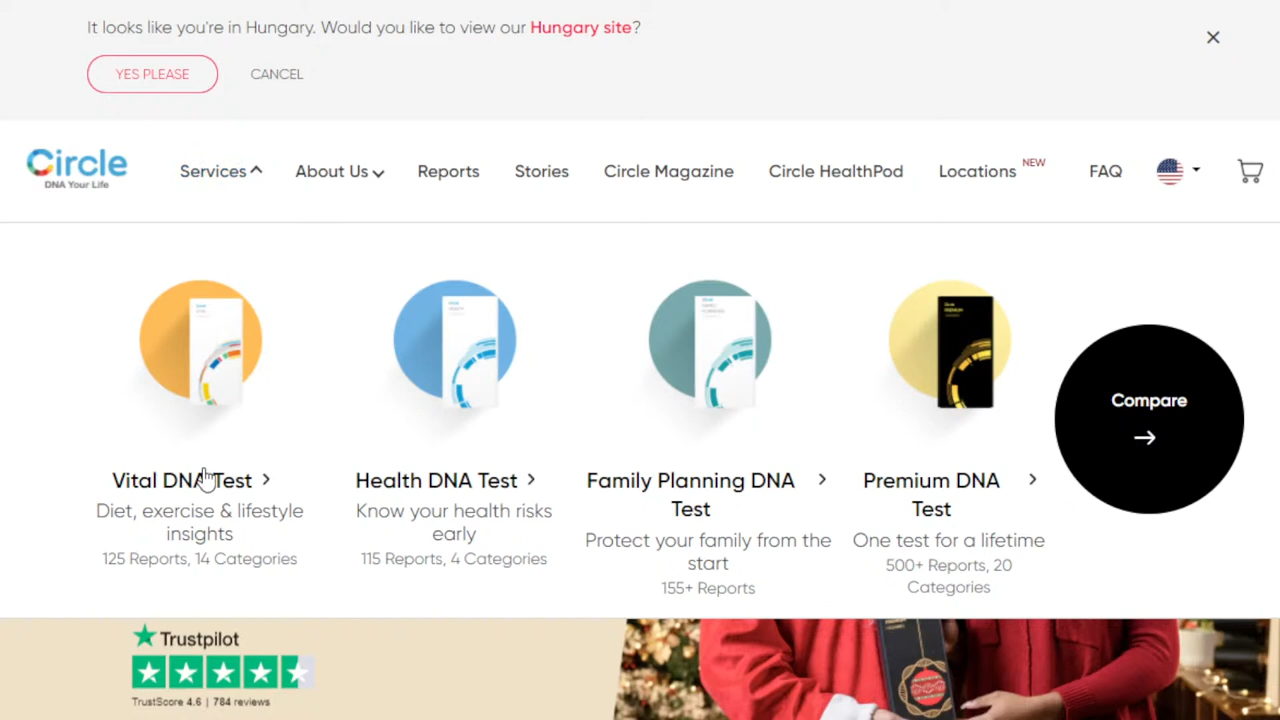 It looks like you're in Hungary. Would you like to view our Hungary site?
YES PLEASE
CANCEL
Circle
DNA Your Life
Services
About Us
Reports
Stories
Circle Magazine
Circle HealthPod
Locations
NEW
FAQ
Vital DNA Test
Diet, exercise & lifestyle
insights
125 Reports, 14 Categories
Health DNA Test
Know your health risks
early
115 Reports, 4 Categories
Family Planning DNA
Test
Protect your family from the
start
155+ Reports
Premium DNA
Test
One test for a lifetime
500+ Reports, 20
Categories
Compare
Trustpilot
TrustScore 4.6 | 784 reviews